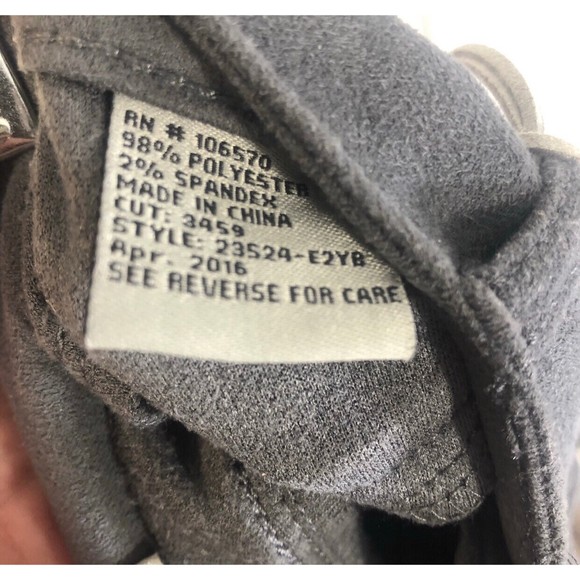 RN # 106570
98% POLYESTER
2% SPANDEX
MADE IN CHINA
CUT: 3459
STYLE: 23524-E2YB
Apr. 2016
SEE REVERSE FOR CARE